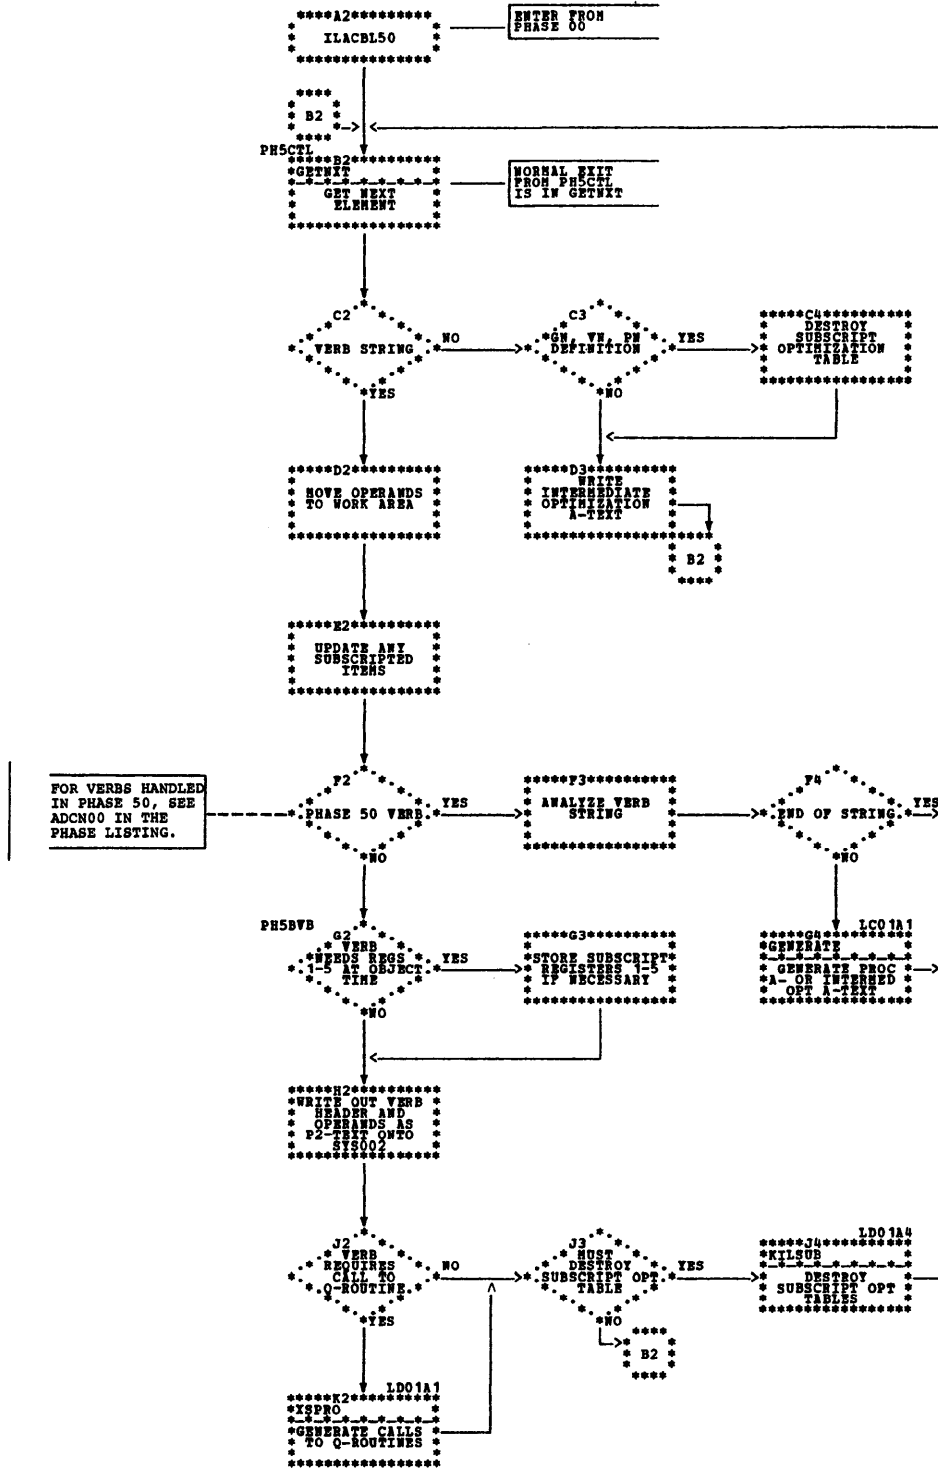 A2
ILACBL50
ENTER FROM
PHASE 00
B2
PH5CTL
B2
GETNXT
GET NEXT
ELEMENT
NORMAL EXIT
FROM PH5CTL
IS IN GETNXT
C2
VERB STRING
NO
YES
C3
GN, VN, PN
DEFINITION
YES
NO
C4
DESTROY
SUBSCRIPT
OPTIMIZATION
TABLE
D2
MOVE OPERANDS
TO WORK AREA
D3
WRITE
INTERMEDIATE
OPTIMIZATION
A-TEXT
B2
E2
UPDATE ANY
SUBSCRIPTED
ITEMS
FOR VERBS HANDLED
IN PHASE 50, SEE
ADCN00 IN THE
PHASE LISTING.
F2
PHASE 50 VERB
YES
NO
F3
ANALYZE VERB
STRING
F4
END OF STRING
YES
NO
PH5BVB
G2
VERB
NEEDS REGS
1-5 AT OBJECT
TIME
YES
NO
G3
STORE SUBSCRIPT
REGISTERS 1-5
IF NECESSARY
LC01A1
G4
GENERATE
GENERATE PROC
A- OR INTERMED
OPT A-TEXT
H2
WRITE OUT VERB
HEADER AND
OPERANDS AS
P2-TEXT ONTO
SYS002
J2
VERB
REQUIRES
CALL TO
Q-ROUTINE
NO
YES
J3
MUST
DESTROY
SUBSCRIPT OPT
TABLE
YES
NO
B2
LD01A4
J4
KILSUB
DESTROY
SUBSCRIPT OPT
TABLES
LD01A1
K2
XSPRO
GENERATE CALLS
TO Q-ROUTINES